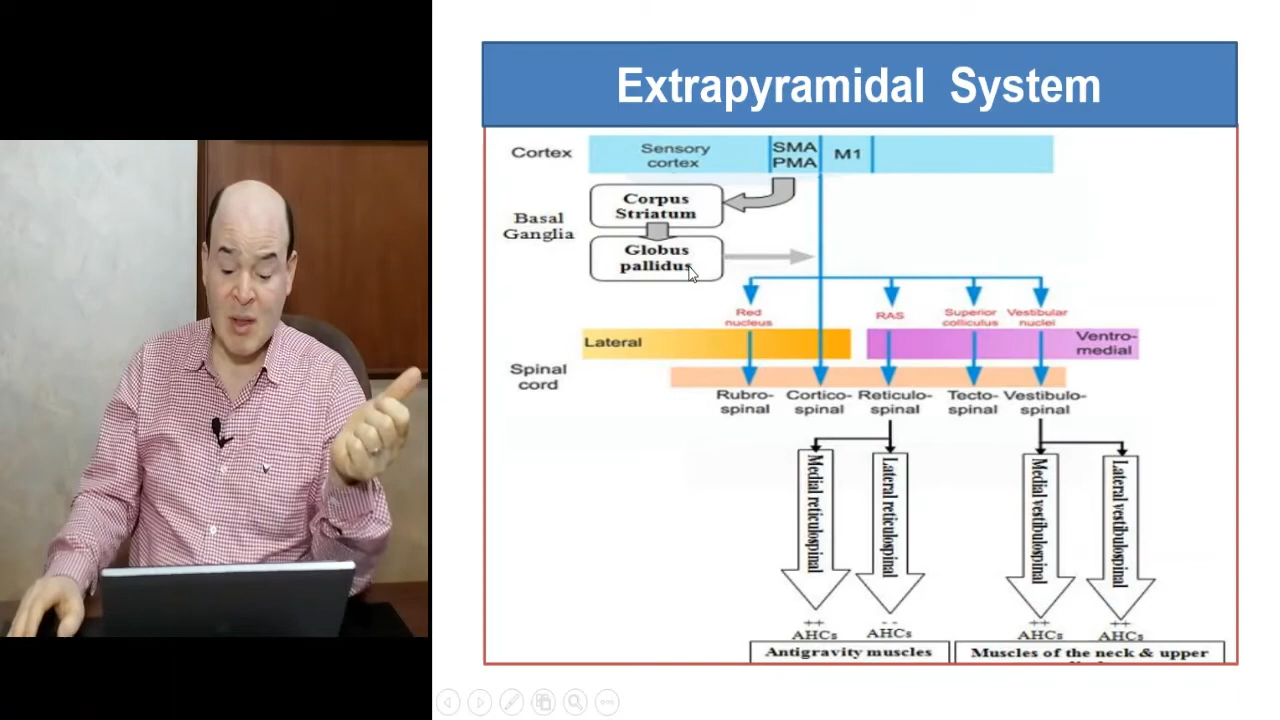 Extrapyramidal System
Cortex
Sensory
cortex
SMA
PMA
M1
Corpus
Striatum
Basal
Ganglia
Globus
pallidus
Red
nucleus
RAS
Superior
colliculus
Vestibular
nuclei
Lateral
Ventro-
medial
Spinal
cord
Rubro-
spinal
Cortico-
spinal
Reticulo-
spinal
Tecto-
spinal
Vestibulo-
spinal
Medial reticulospinal
Lateral reticulospinal
Medial vestibulospinal
Lateral vestibulospinal
++
AHCs
- -
AHCs
++
AHCs
++
AHCs
Antigravity muscles
Muscles of the neck & upper